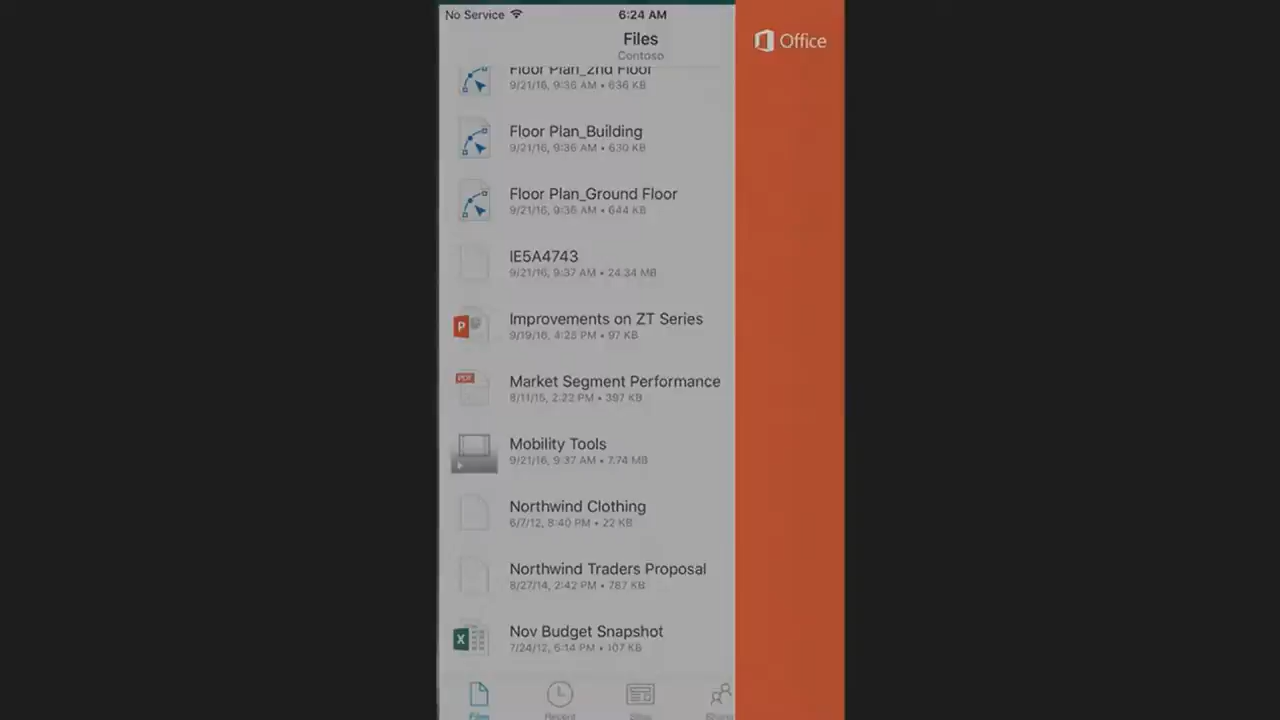 No Service
6:24 AM
Office
Files
Contoso
Floor Plan_2nd Floor
9/21/16, 9:36 AM • 636 KB
Floor Plan_Building
9/21/16, 9:36 AM • 630 KB
Floor Plan_Ground Floor
9/21/16, 9:36 AM • 644 KB
IE5A4743
9/21/16, 9:37 AM • 24.34 MB
Improvements on ZT Series
P
9/19/16, 4:25 PM • 97 KB
PDF
Market Segment Performance
8/11/15, 2:22 PM • 397 KB
Mobility Tools
9/21/16, 9:37 AM • 7.74 MB
Northwind Clothing
6/7/12, 8:40 PM • 22 KB
Northwind Traders Proposal
8/27/14, 2:42 PM • 787 KB
Nov Budget Snapshot
X
7/24/12, 6:14 PM • 107 KB
Files
Recent